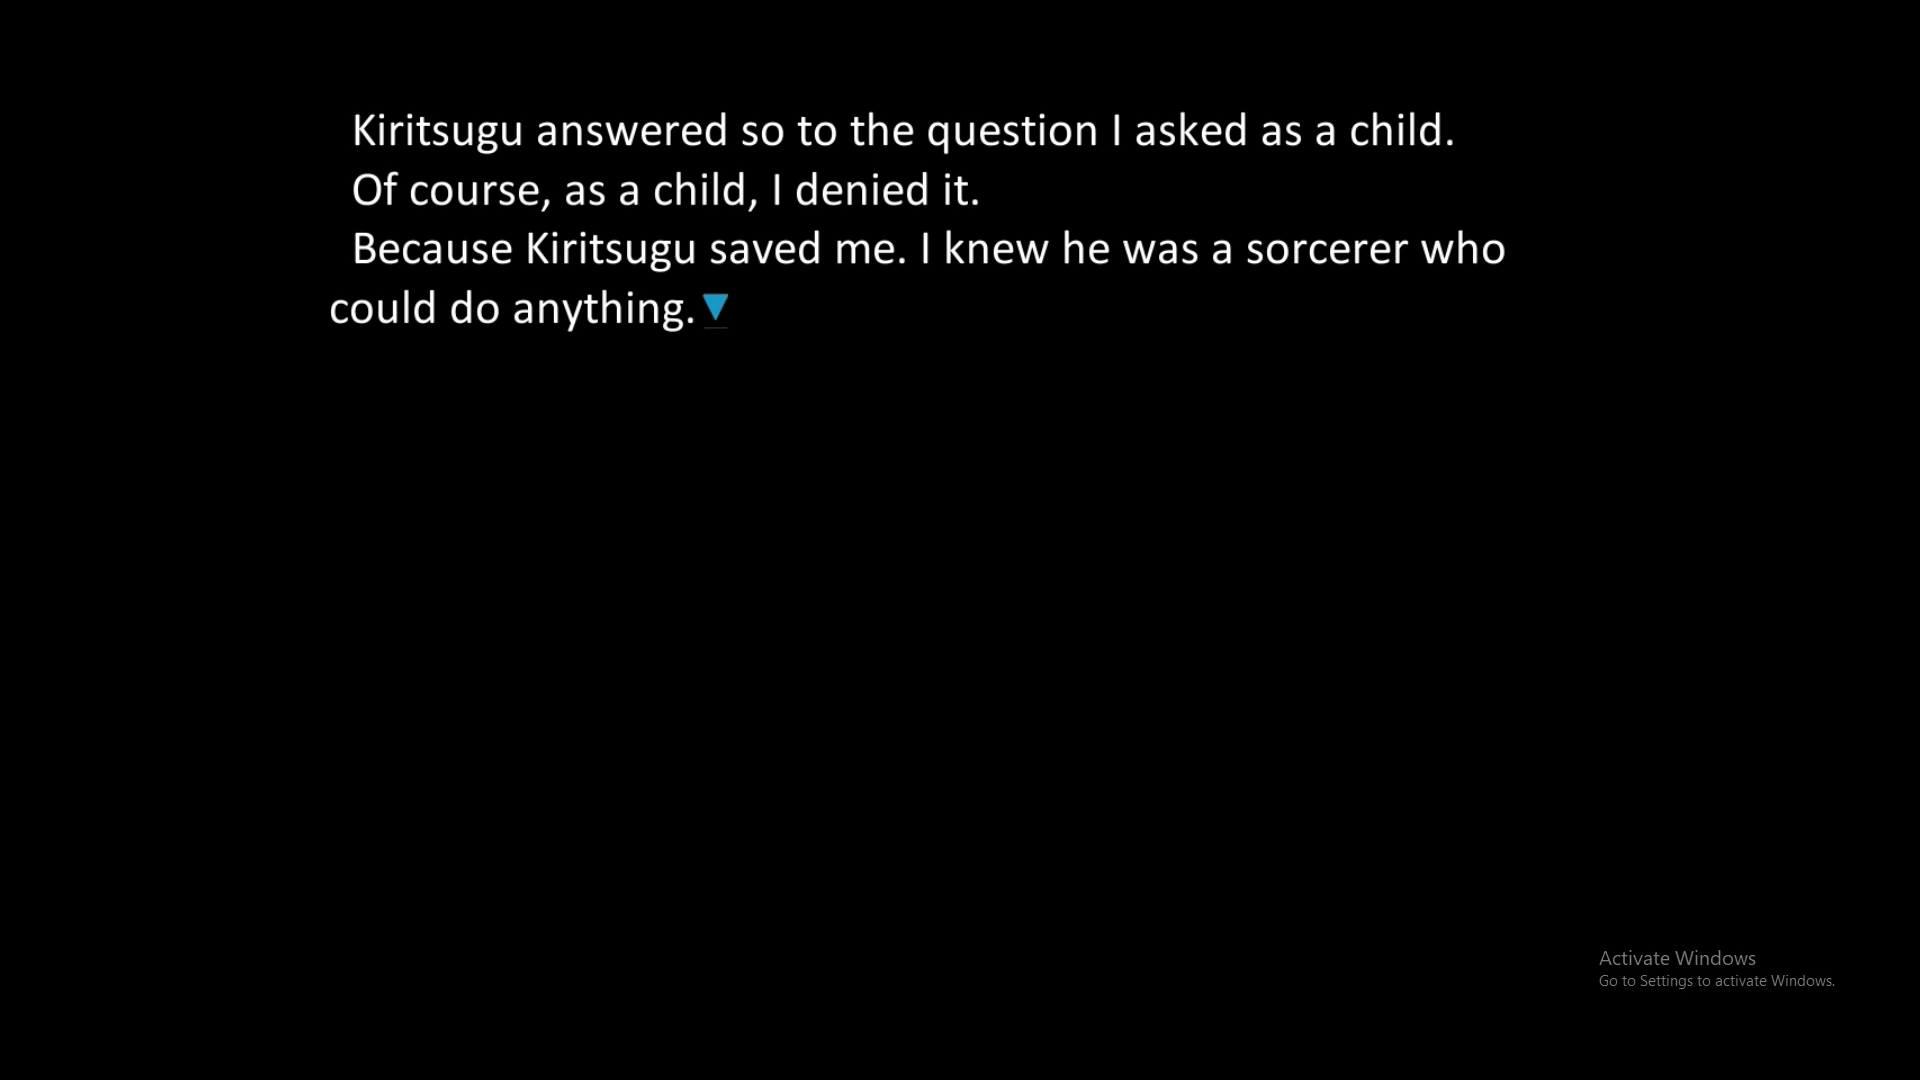 Kiritsugu answered so to the question I asked as a child.
Of course, as a child, I denied it.
Because Kiritsugu saved me. I knew he was a sorcerer who
could do anything.
Activate Windows
Go to Settings to activate Windows.